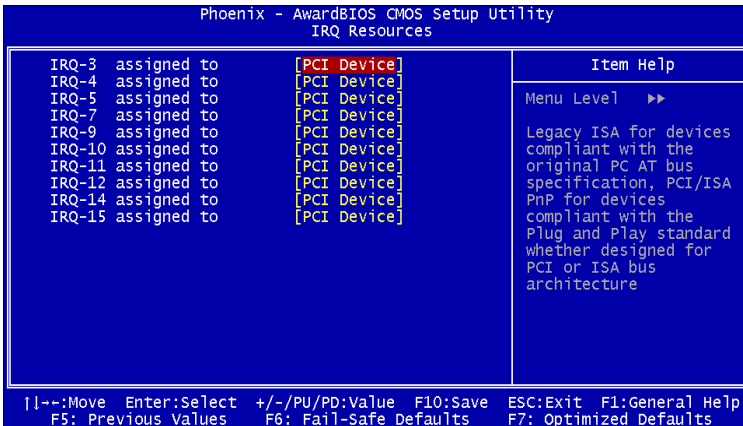 Phoenix - AwardBIOS CMOS Setup Utility
IRQ Resources
IRQ-3 assigned to [PCI Device]
IRQ-4 assigned to [PCI Device]
IRQ-5 assigned to [PCI Device]
IRQ-7 assigned to [PCI Device]
IRQ-9 assigned to [PCI Device]
IRQ-10 assigned to [PCI Device]
IRQ-11 assigned to [PCI Device]
IRQ-12 assigned to [PCI Device]
IRQ-14 assigned to [PCI Device]
IRQ-15 assigned to [PCI Device]
Item Help
Menu Level ▸▸
Legacy ISA for devices
compliant with the
original PC AT bus
specification, PCI/ISA
PnP for devices
compliant with the
Plug and Play standard
whether designed for
PCI or ISA bus
architecture
↑↓→←:Move Enter:Select +/-/PU/PD:Value F10:Save ESC:Exit F1:General Help
F5: Previous Values F6: Fail-Safe Defaults F7: Optimized Defaults